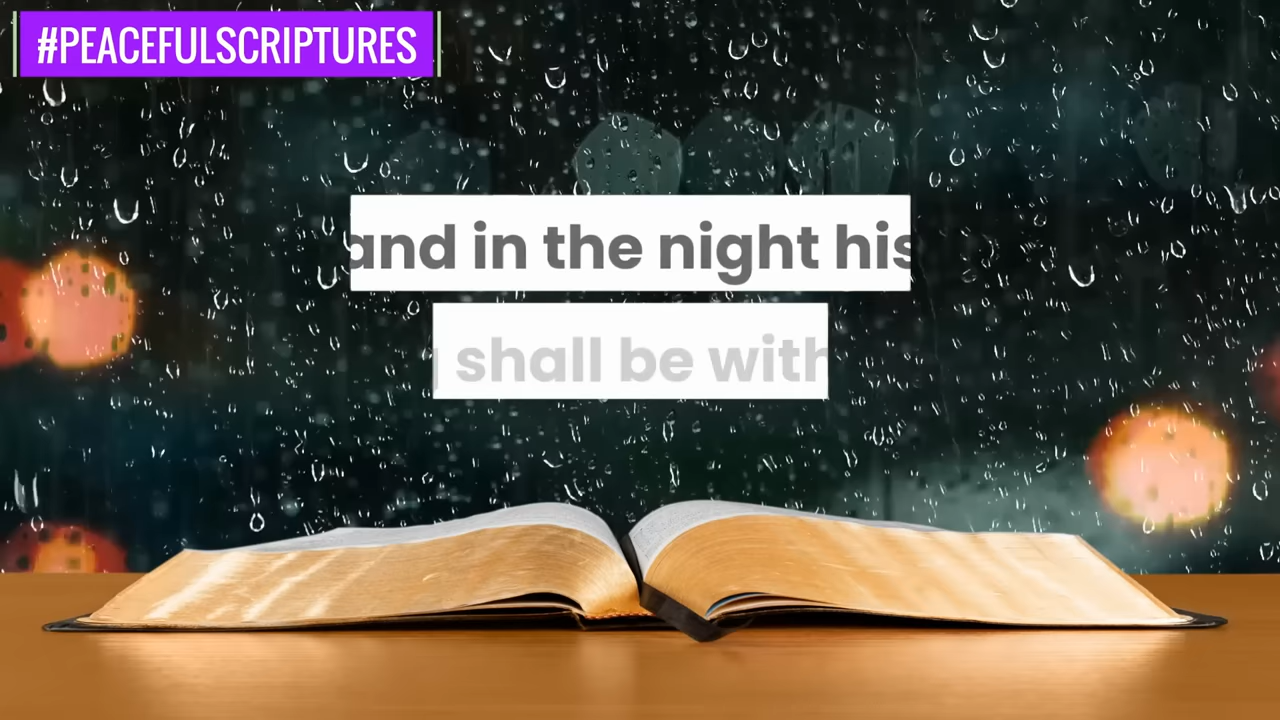 #PEACEFULSCRIPTURES
and in the night his
shall be with